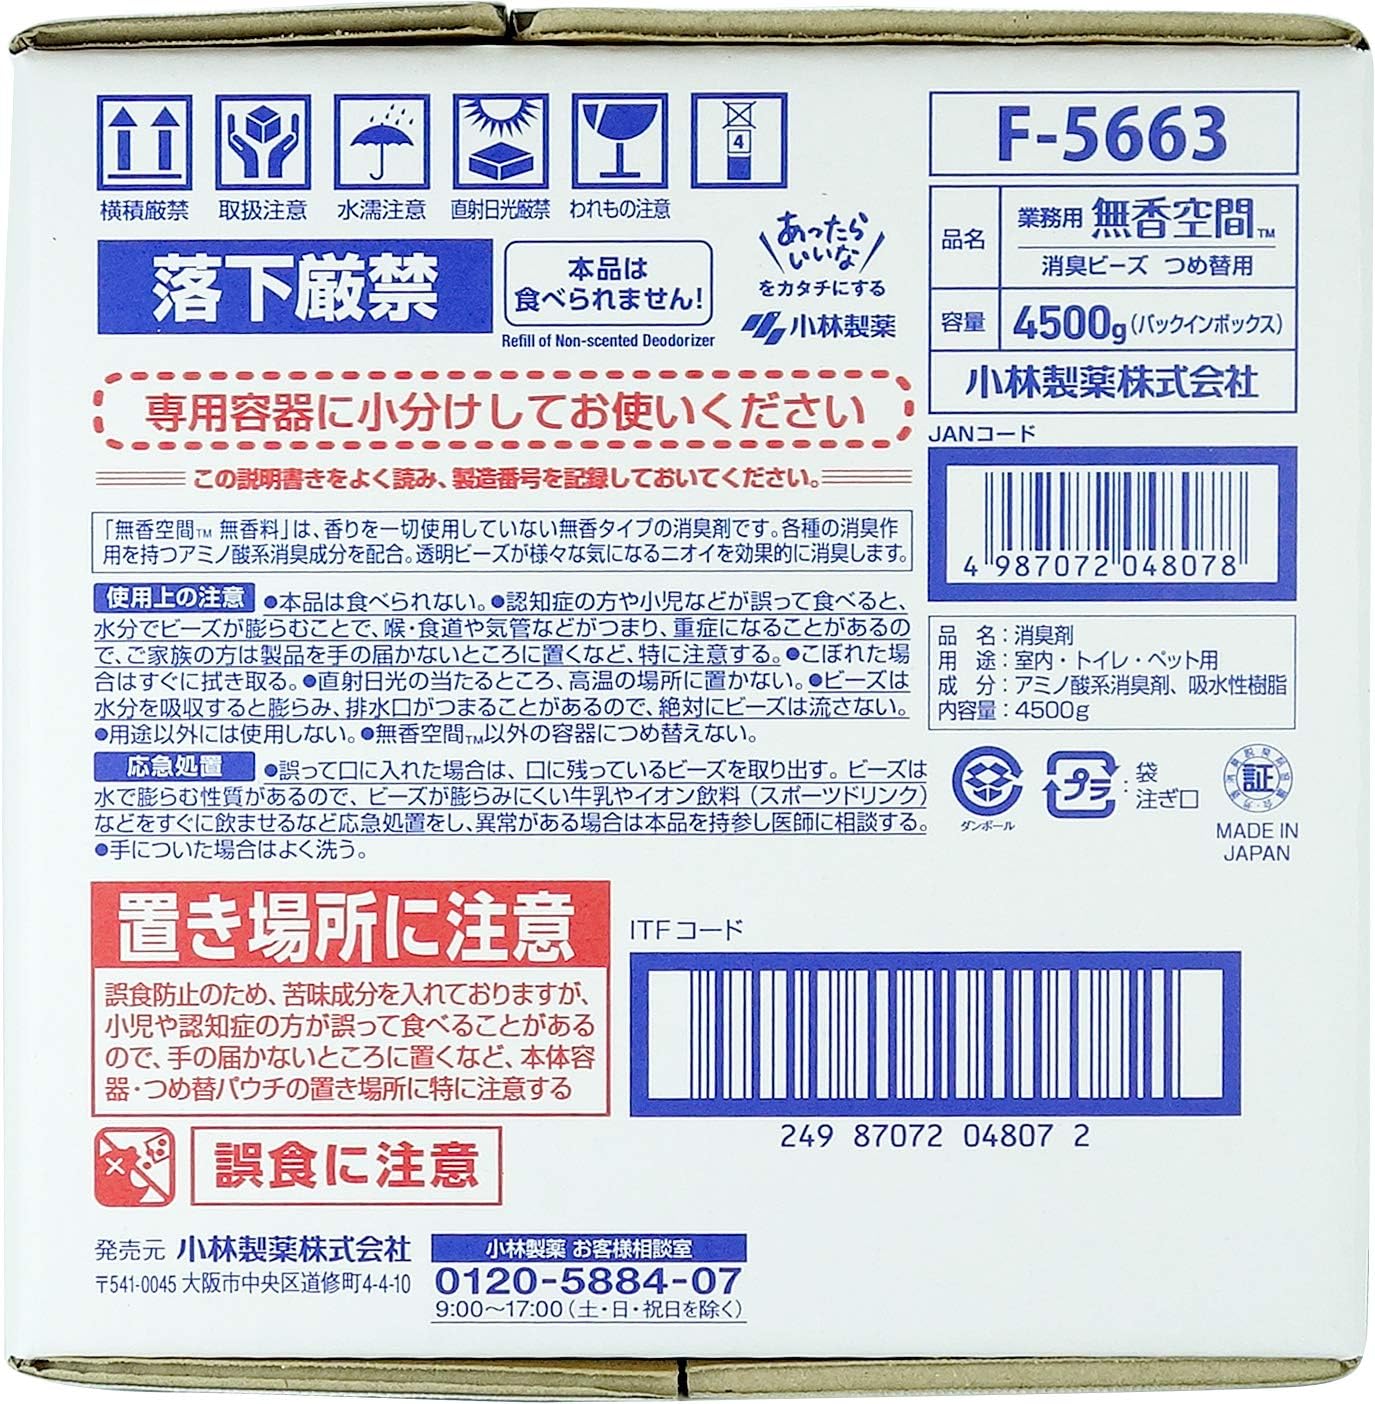 横積厳禁 取扱注意 水濡注意 直射日光厳禁 われもの注意
4
落下厳禁
本品は
食べられません!
Refill of Non-scented Deodorizer
あったら
いいな
をカタチにする
小林製薬
F-5663
品名 業務用 無香空間™
消臭ビーズ つめ替用
容量 4500g(バックインボックス)
小林製薬株式会社
専用容器に小分けしてお使いください
この説明書きをよく読み、製造番号を記録しておいてください。
「無香空間™ 無香料」は、香りを一切使用していない無香タイプの消臭剤です。各種の消臭作
用を持つアミノ酸系消臭成分を配合。透明ビーズが様々な気になるニオイを効果的に消臭します。
使用上の注意 ●本品は食べられない。●認知症の方や小児などが誤って食べると、
水分でビーズが膨らむことで、喉・食道や気管などがつまり、重症になることがあるの
で、ご家族の方は製品を手の届かないところに置くなど、特に注意する。●こぼれた場
合はすぐに拭き取る。●直射日光の当たるところ、高温の場所に置かない。●ビーズは
水分を吸収すると膨らみ、排水口がつまることがあるので、絶対にビーズは流さない。
●用途以外には使用しない。●無香空間™以外の容器につめ替えない。
応急処置 ●誤って口に入れた場合は、口に残っているビーズを取り出す。ビーズは
水で膨らむ性質があるので、ビーズが膨らみにくい牛乳やイオン飲料(スポーツドリンク)
などをすぐに飲ませるなど応急処置をし、異常がある場合は本品を持参し医師に相談する。
●手についた場合はよく洗う。
JANコード
4 987072 048078
品 名:消臭剤
用 途:室内・トイレ・ペット用
成 分:アミノ酸系消臭剤、吸水性樹脂
内容量:4500g
ダンボール
プラ:袋
注ぎ口
証
MADE IN
JAPAN
置き場所に注意
誤食防止のため、苦味成分を入れておりますが、
小児や認知症の方が誤って食べることがある
ので、手の届かないところに置くなど、本体容
器・つめ替パウチの置き場所に特に注意する
誤食に注意
ITFコード
249 87072 04807 2
発売元 小林製薬株式会社
〒541-0045 大阪市中央区道修町4-4-10
小林製薬 お客様相談室
0120-5884-07
9:00〜17:00(土・日・祝日を除く)